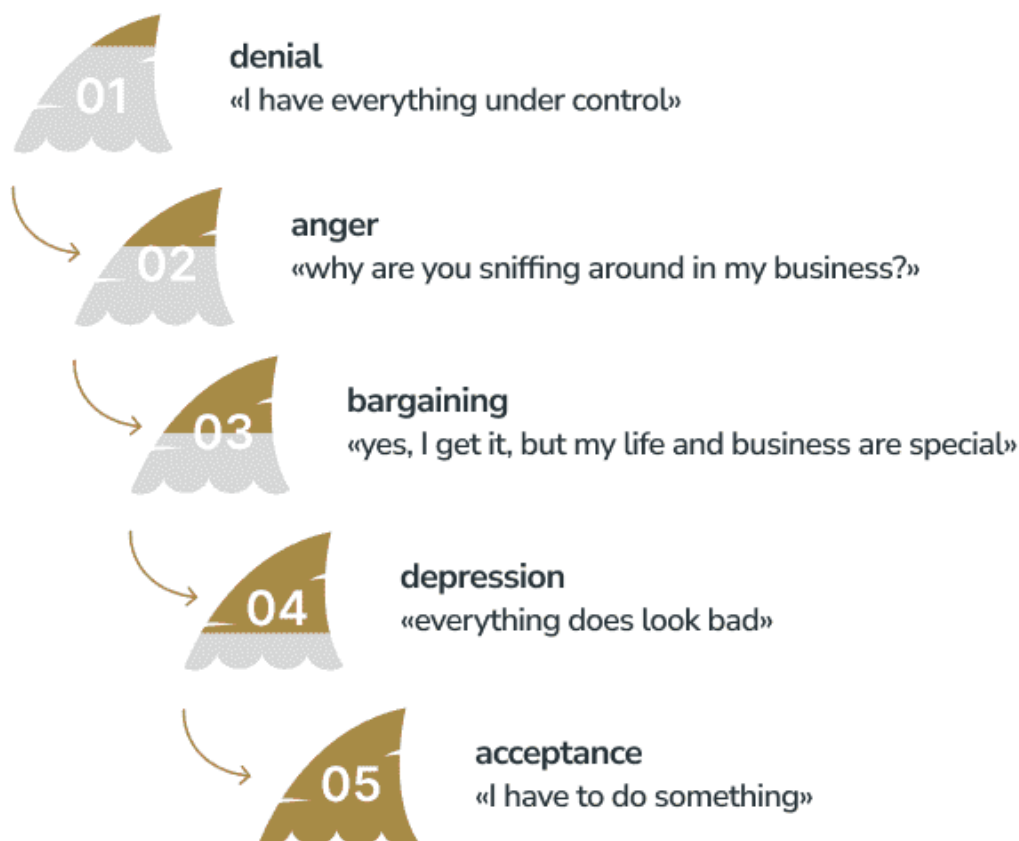 01
denial
«I have everything under control»
02
anger
«why are you sniffing around in my business?»
03
bargaining
«yes, I get it, but my life and business are special»
04
depression
«everything does look bad»
05
acceptance
«I have to do something»